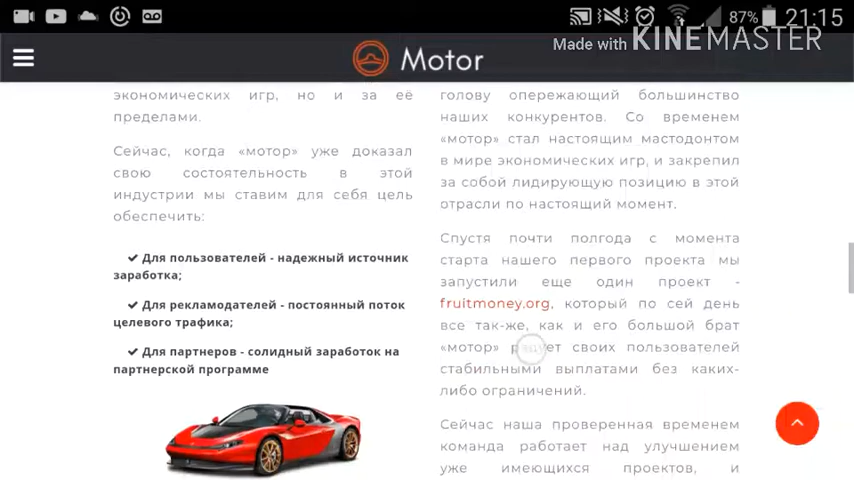 87% 21:15
Made with KINEMASTER
Motor
экономических игр, но и за её
пределами.
Сейчас, когда «мотор» уже доказал
свою состоятельность в этой
индустрии мы ставим для себя цель
обеспечить:
Для пользователей - надежный источник
заработка;
Для рекламодателей - постоянный поток
целевого трафика;
Для партнеров - солидный заработок на
партнерской программе
голову опережающий большинство
наших конкурентов. Со временем
«мотор» стал настоящим мастодонтом
в мире экономических игр, и закрепил
за собой лидирующую позицию в этой
отрасли по настоящий момент.
Спустя почти полгода с момента
старта нашего первого проекта мы
запустили еще один проект -
fruitmoney.org, который по сей день
все так-же, как и его большой брат
«мотор» радует своих пользователей
стабильными выплатами без каких-
либо ограничений.
Сейчас наша проверенная временем
команда работает над улучшением
уже имеющихся проектов, и